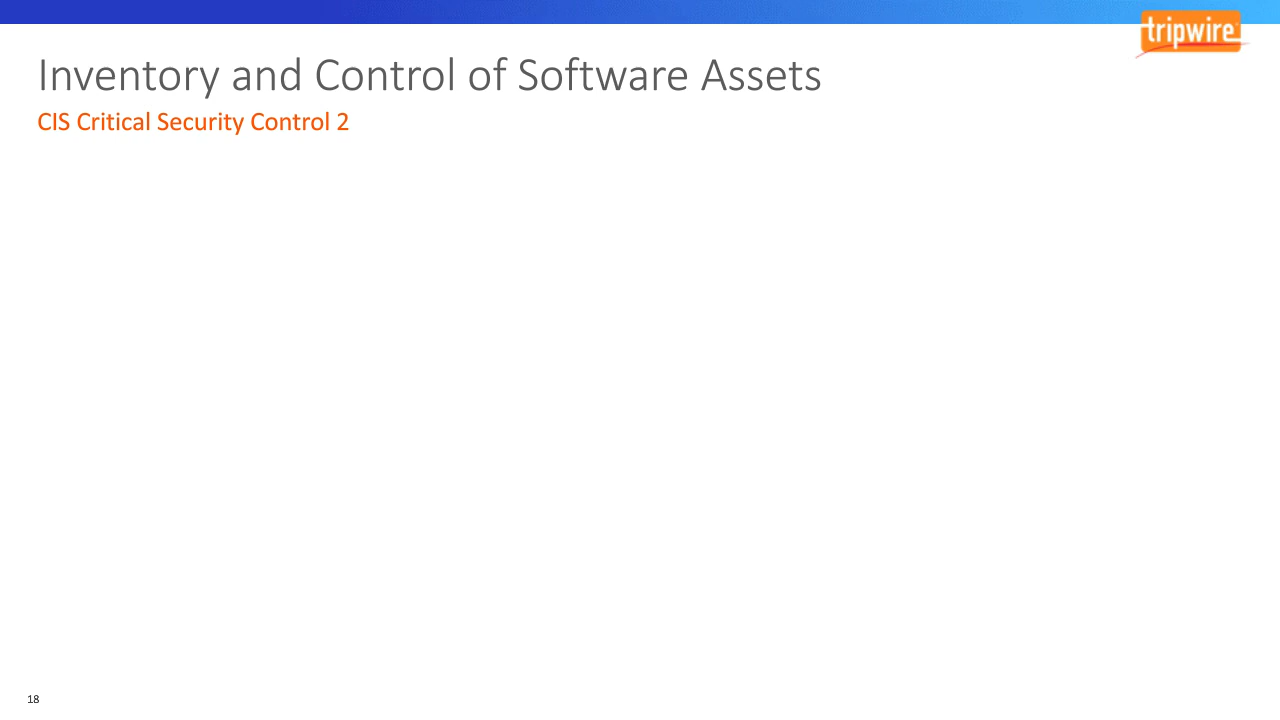 tripwire
Inventory and Control of Software Assets
CIS Critical Security Control 2
18